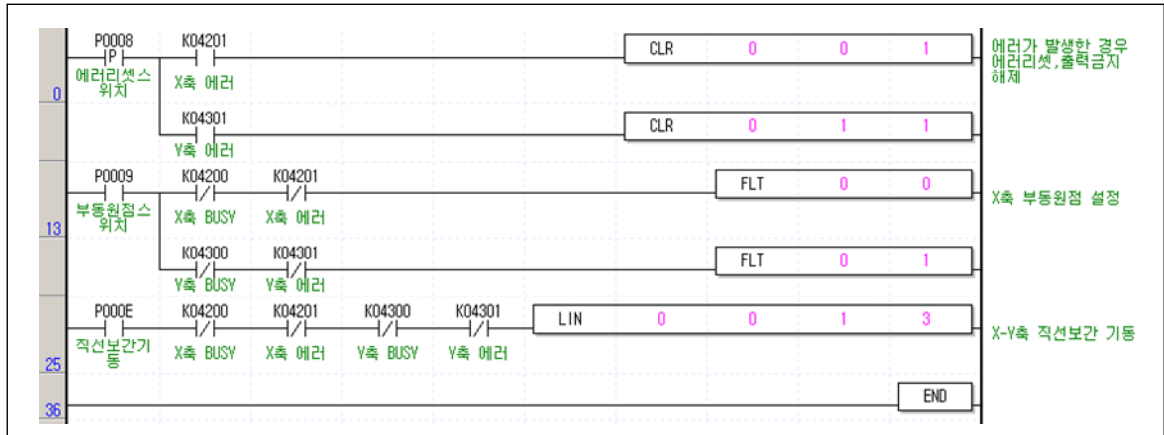 P0008 K04201
P CLR 0 0 1 에러가 발생한 경우
에러리셋스 에러리셋,출력금지
위치 X축 에러 해제
0
K04301
CLR 0 1 1
Y축 에러
P0009 K04200 K04201
FLT 0 0 X축 부동원점 설정
부동원점스
위치 X축 BUSY X축 에러
13
K04300 K04301
FLT 0 1
Y축 BUSY Y축 에러
P000E K04200 K04201 K04300 K04301
LIN 0 0 1 3 X-Y축 직선보간 기동
직선보간기
동 X축 BUSY X축 에러 Y축 BUSY Y축 에러
25
END
36